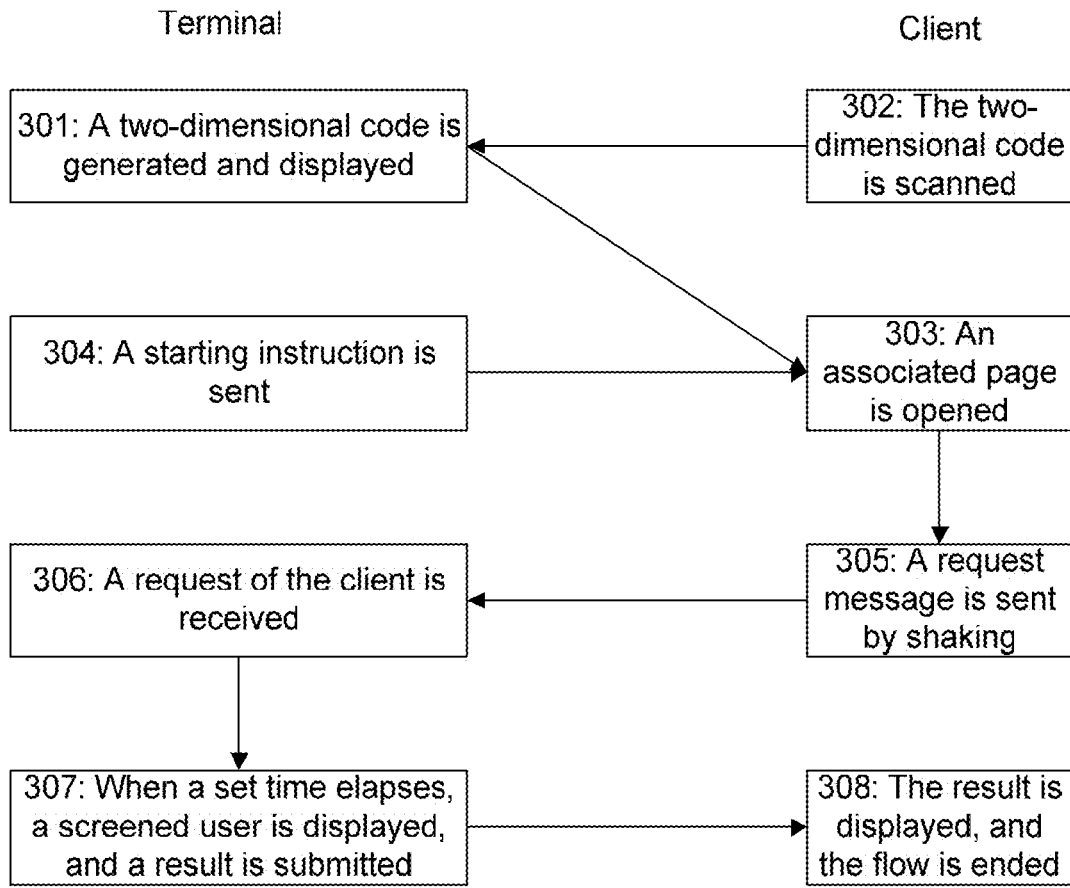 Terminal
Client
301: A two-dimensional code is
generated and displayed
302: The two-
dimensional code
is scanned
304: A starting instruction is
sent
303: An
associated page
is opened
306: A request of the client is
received
305: A request
message is sent
by shaking
307: When a set time elapses,
a screened user is displayed,
and a result is submitted
308: The result is
displayed, and
the flow is ended